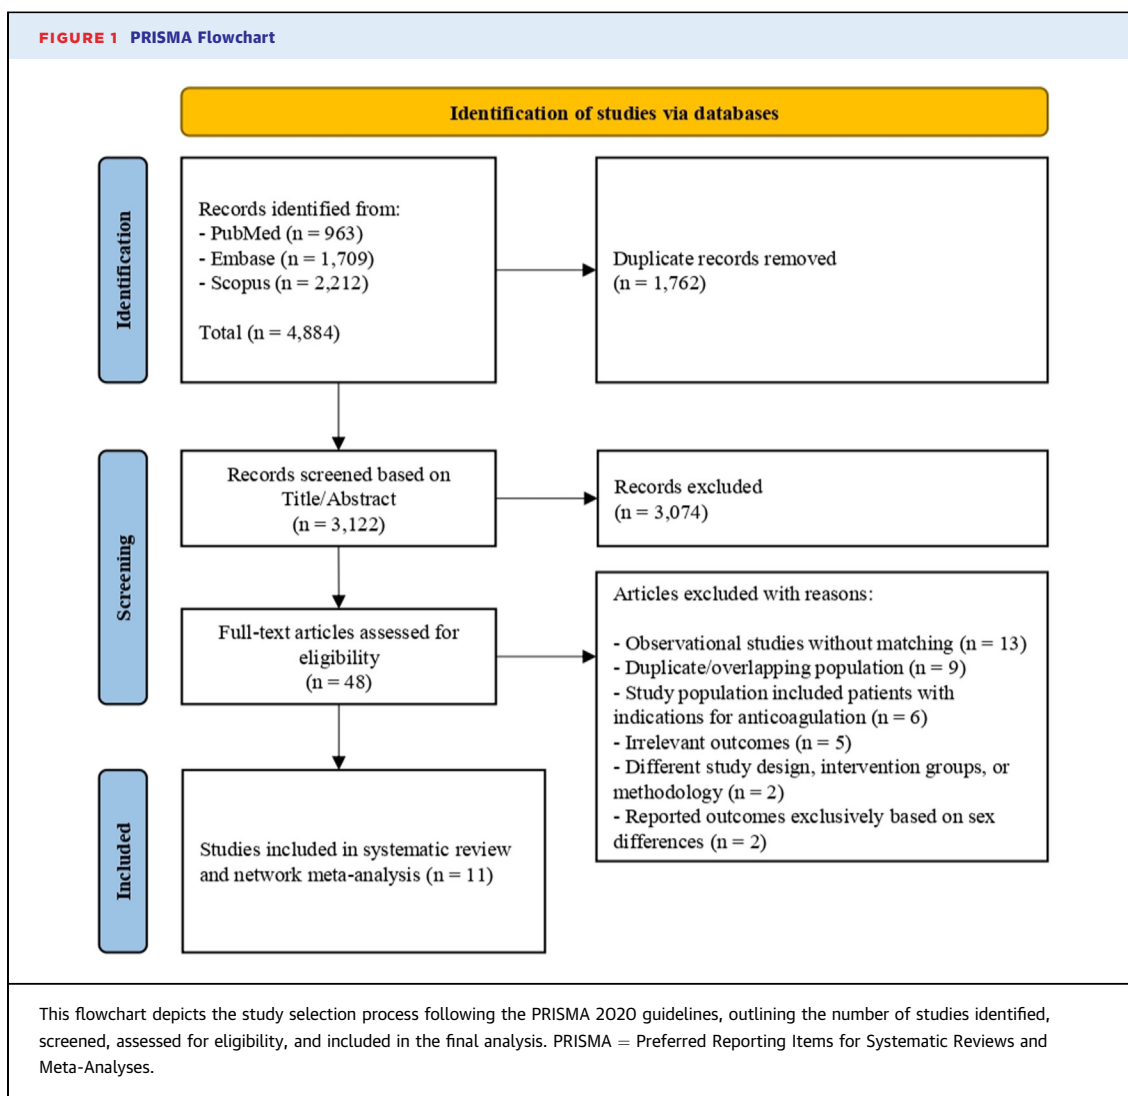 FIGURE 1 PRISMA Flowchart
Identification of studies via databases
Identification
Records identified from:
- PubMed (n = 963)
- Embase (n = 1,709)
- Scopus (n = 2,212)
Total (n = 4,884)
Duplicate records removed
(n = 1,762)
Screening
Records screened based on
Title/Abstract
(n = 3,122)
Records excluded
(n = 3,074)
Full-text articles assessed for
eligibility
(n = 48)
Articles excluded with reasons:
- Observational studies without matching (n = 13)
- Duplicate/overlapping population (n = 9)
- Study population included patients with
indications for anticoagulation (n = 6)
- Irrelevant outcomes (n = 5)
- Different study design, intervention groups, or
methodology (n = 2)
- Reported outcomes exclusively based on sex
differences (n = 2)
Included
Studies included in systematic review
and network meta-analysis (n = 11)
This flowchart depicts the study selection process following the PRISMA 2020 guidelines, outlining the number of studies identified,
screened, assessed for eligibility, and included in the final analysis. PRISMA = Preferred Reporting Items for Systematic Reviews and
Meta-Analyses.